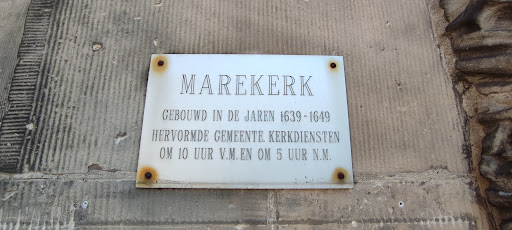 MAREKERK
GEBOUWD IN DE JAREN 1639-1649
HERVORMDE GEMEENTE. KERKDIENSTEN
OM 10 UUR V.M. EN OM 5 UUR N.M.